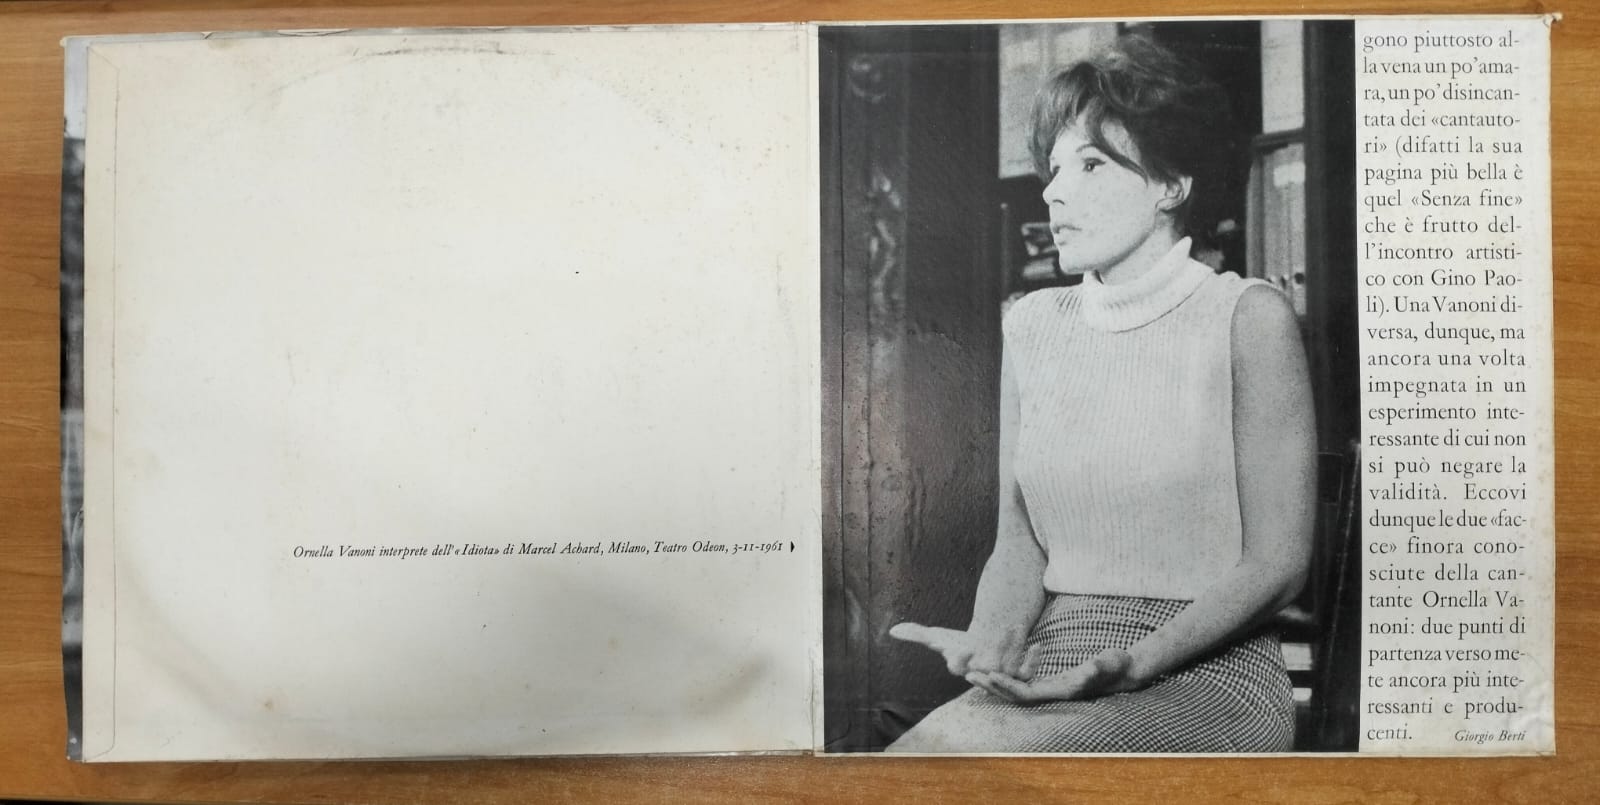 Ornella Vanoni interprete dell'«Idiota» di Marcel Achard, Milano, Teatro Odeon, 3-11-1961
gono piuttosto al-
la vena un po' ama-
ra, un po' disincan-
tata dei «cantauto-
ri» (difatti la sua
pagina più bella è
quel «Senza fine»
che è frutto del-
l'incontro artisti-
co con Gino Pao-
li). Una Vanoni di-
versa, dunque, ma
ancora una volta
impegnata in un
esperimento inte-
ressante di cui non
si può negare la
validità. Eccovi
dunque le due «fac-
ce» finora cono-
sciute della can-
tante Ornella Va-
noni: due punti di
partenza verso me-
te ancora più inte-
ressanti e produ-
centi.
Giorgio Berti